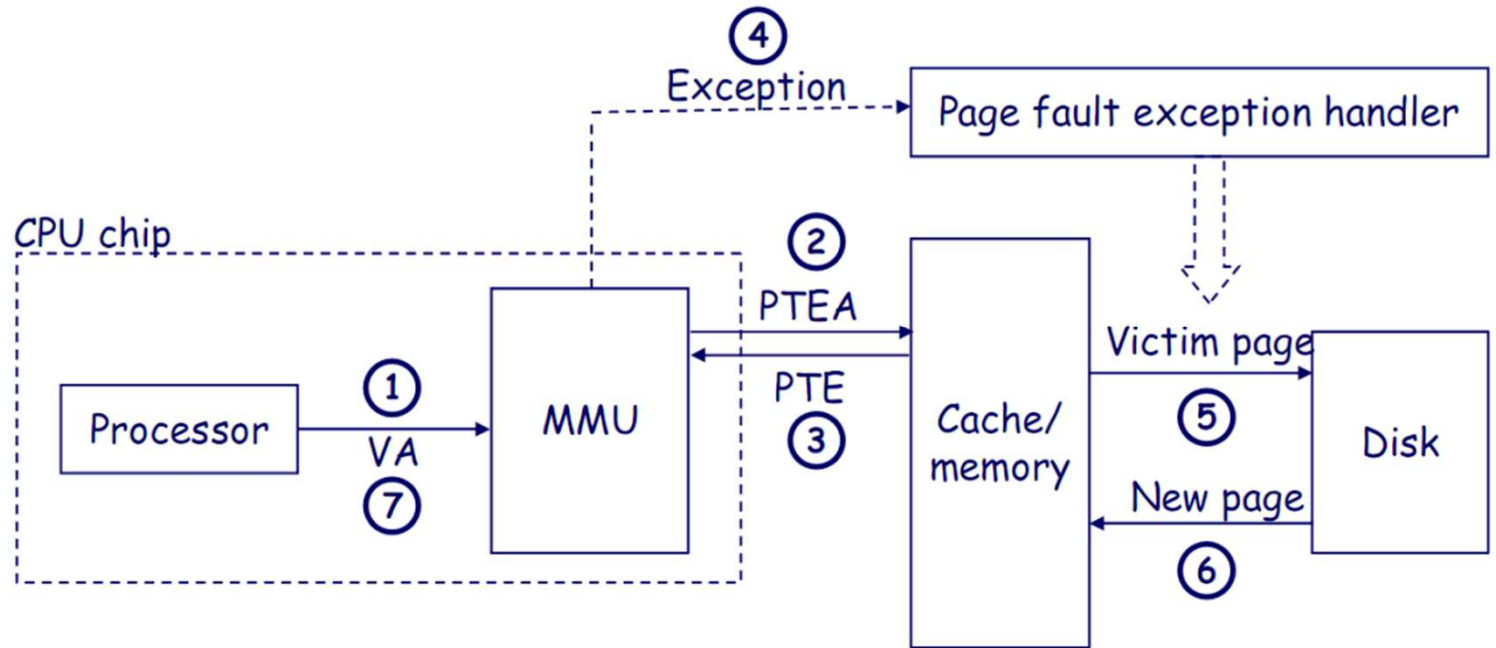 4
Exception
Page fault exception handler
CPU chip
2
PTEA
Victim page
1
PTE
5
Processor
VA
MMU
3
Cache/
memory
Disk
7
New page
6